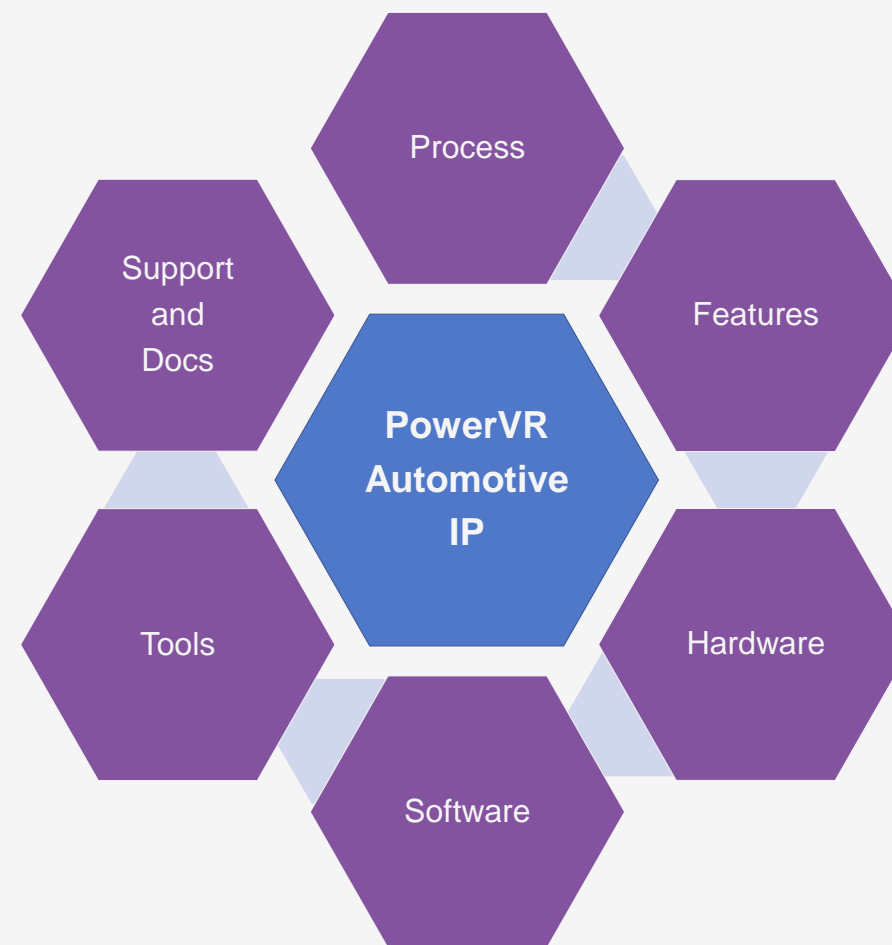 Process
Support
and
Docs
Features
PowerVR
Automotive
IP
Tools
Hardware
Software